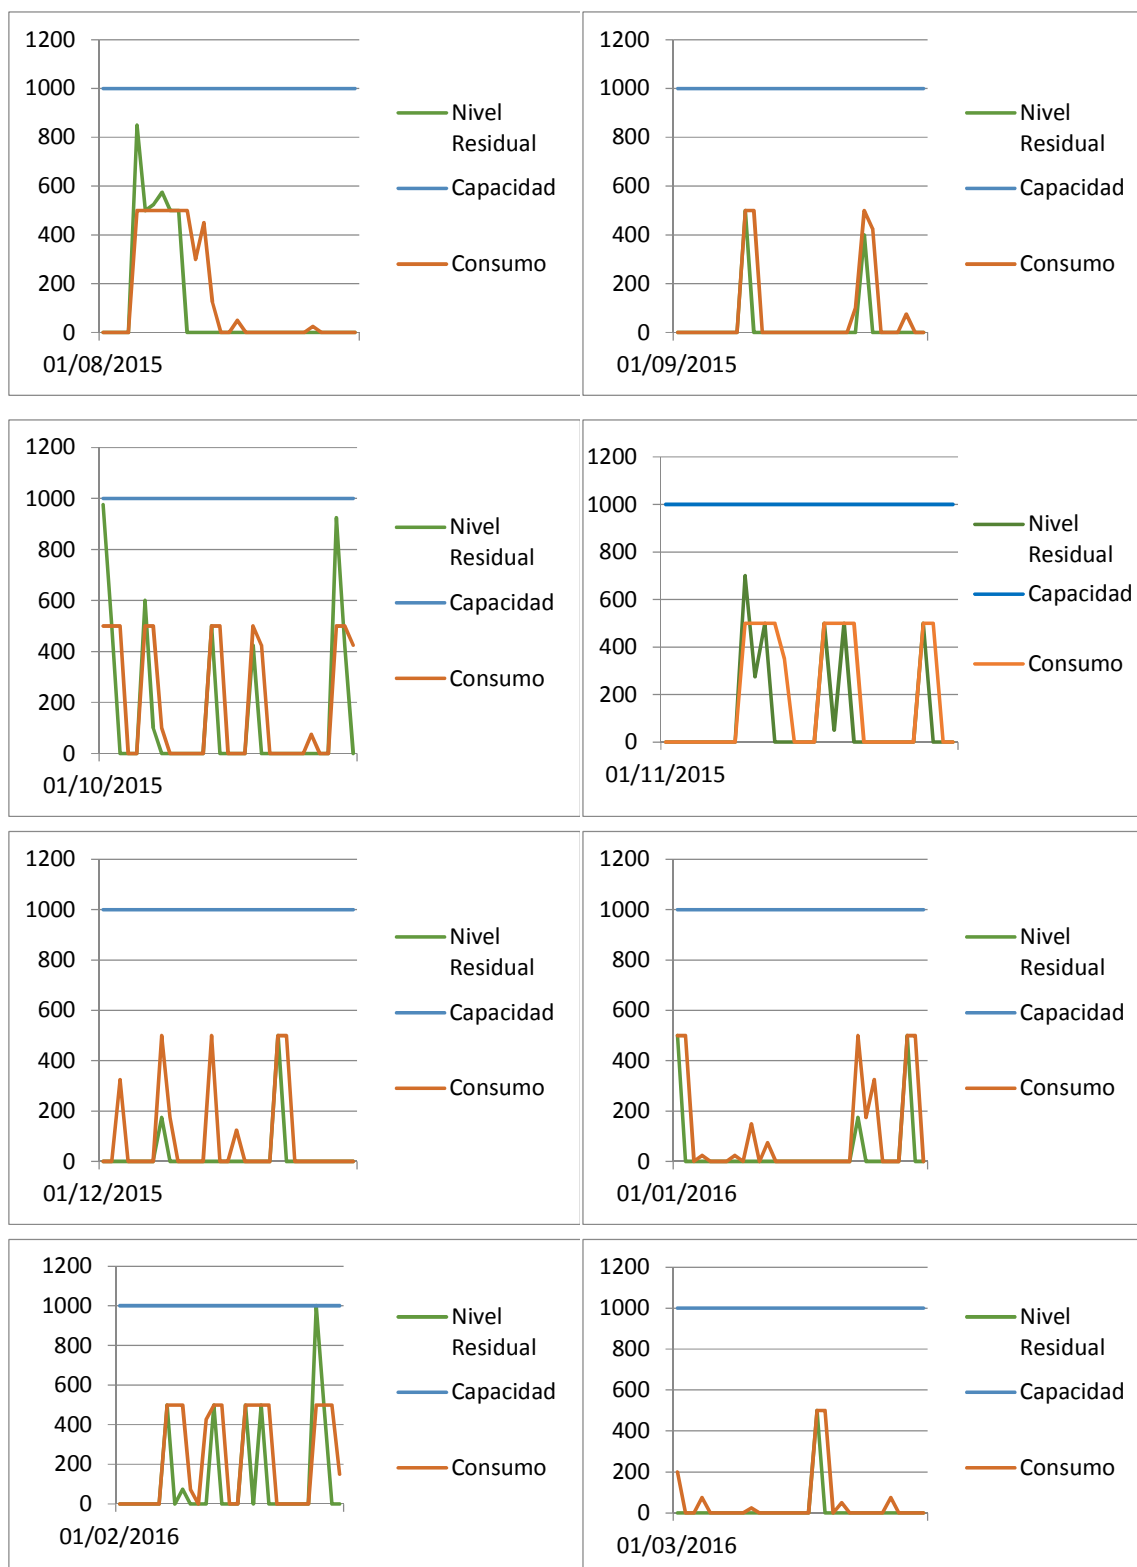 1200
1000
800
600
400
200
0
01/08/2015
Nivel
Residual
Capacidad
Consumo
1200
1000
800
600
400
200
0
01/09/2015
Nivel
Residual
Capacidad
Consumo
1200
1000
800
600
400
200
0
01/10/2015
Nivel
Residual
Capacidad
Consumo
1200
1000
800
600
400
200
0
01/11/2015
Nivel
Residual
Capacidad
Consumo
1200
1000
800
600
400
200
0
01/12/2015
Nivel
Residual
Capacidad
Consumo
1200
1000
800
600
400
200
0
01/01/2016
Nivel
Residual
Capacidad
Consumo
1200
1000
800
600
400
200
0
01/02/2016
Nivel
Residual
Capacidad
Consumo
1200
1000
800
600
400
200
0
01/03/2016
Nivel
Residual
Capacidad
Consumo